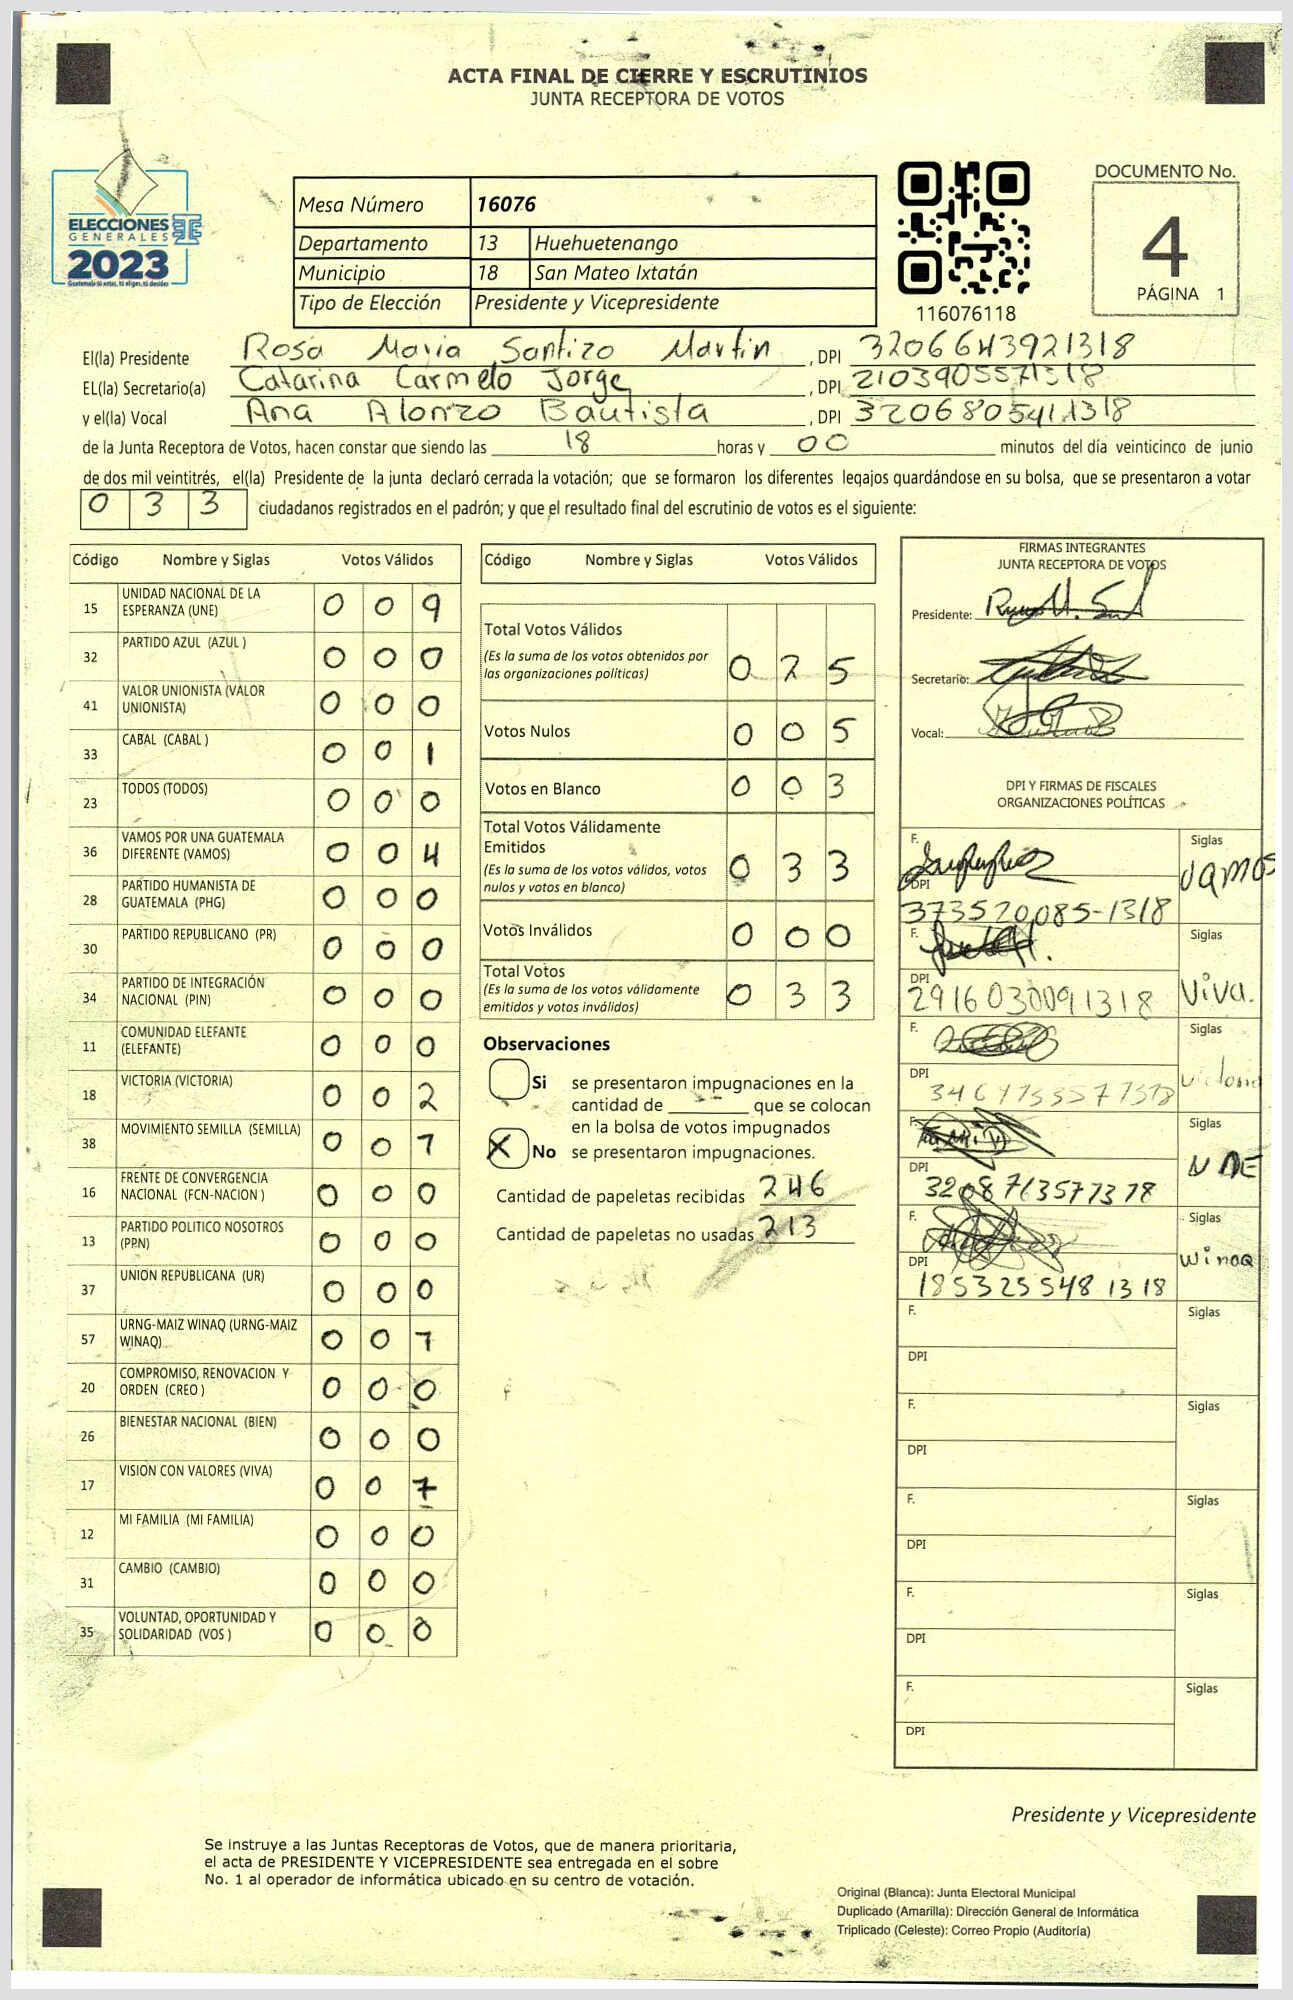 ACTA FINAL DE CIERRE Y ESCRUTINIOS
JUNTA RECEPTORA DE VOTOS
ELECCIONES
GENERALES
2023
Guatemala tú votas, tú eliges, tú decides
Mesa Número 16076
Departamento 13 Huehuetenango
Municipio 18 San Mateo Ixtatán
Tipo de Elección Presidente y Vicepresidente
116076118
DOCUMENTO No.
4
PÁGINA 1
El(la) Presidente Rosa Maria Santizo Martin, DPI 3206643921318
EL(la) Secretario(a) Catarina Carmelo Jorge, DPI 2103905571318
y el(la) Vocal Ana Alonzo Bautista, DPI 3206805411318
de la Junta Receptora de Votos, hacen constar que siendo las 18 horas y 00 minutos del día veinticinco de junio
de dos mil veintitrés, el(la) Presidente de la junta declaró cerrada la votación; que se formaron los diferentes legajos guardándose en su bolsa, que se presentaron a votar
0 3 3 ciudadanos registrados en el padrón; y que el resultado final del escrutinio de votos es el siguiente:
Código Nombre y Siglas Votos Válidos
15 UNIDAD NACIONAL DE LA ESPERANZA (UNE) 0 0 9
32 PARTIDO AZUL (AZUL ) 0 0 0
41 VALOR UNIONISTA (VALOR UNIONISTA) 0 0 0
33 CABAL (CABAL ) 0 0 1
23 TODOS (TODOS) 0 0 0
36 VAMOS POR UNA GUATEMALA DIFERENTE (VAMOS) 0 0 4
28 PARTIDO HUMANISTA DE GUATEMALA (PHG) 0 0 0
30 PARTIDO REPUBLICANO (PR) 0 0 0
34 PARTIDO DE INTEGRACIÓN NACIONAL (PIN) 0 0 0
11 COMUNIDAD ELEFANTE (ELEFANTE) 0 0 0
18 VICTORIA (VICTORIA) 0 0 2
38 MOVIMIENTO SEMILLA (SEMILLA) 0 0 1
16 FRENTE DE CONVERGENCIA NACIONAL (FCN-NACION ) 0 0 0
13 PARTIDO POLITICO NOSOTROS (PPN) 0 0 0
37 UNION REPUBLICANA (UR) 0 0 0
57 URNG-MAIZ WINAQ (URNG-MAIZ WINAQ) 0 0 1
20 COMPROMISO, RENOVACION Y ORDEN (CREO ) 0 0 0
26 BIENESTAR NACIONAL (BIEN) 0 0 0
17 VISION CON VALORES (VIVA) 0 0 7
12 MI FAMILIA (MI FAMILIA) 0 0 0
31 CAMBIO (CAMBIO) 0 0 0
35 VOLUNTAD, OPORTUNIDAD Y SOLIDARIDAD (VOS ) 0 0 0
Código Nombre y Siglas Votos Válidos
Total Votos Válidos
(Es la suma de los votos obtenidos por
las organizaciones políticas) 0 2 5
Votos Nulos 0 0 5
Votos en Blanco 0 0 3
Total Votos Válidamente
Emitidos
(Es la suma de los votos válidos, votos
nulos y votos en blanco) 0 3 3
Votos Inválidos 0 0 0
Total Votos
(Es la suma de los votos válidamente
emitidos y votos inválidos) 0 3 3
Observaciones
Si se presentaron impugnaciones en la
cantidad de ________ que se colocan
en la bolsa de votos impugnados
X No se presentaron impugnaciones.
Cantidad de papeletas recibidas 246
Cantidad de papeletas no usadas 213
FIRMAS INTEGRANTES
JUNTA RECEPTORA DE VOTOS
Presidente:
Secretario:
Vocal:
DPI Y FIRMAS DE FISCALES
ORGANIZACIONES POLÍTICAS
F. Siglas
Vamos
DPI
373520085-1318
F. Siglas
DPI Viva.
2916030091318
F. Siglas
DPI Victoria
F. Siglas
DPI UNE
F. Siglas
DPI Winaq
1853255481318
F. Siglas
DPI
F. Siglas
DPI
F. Siglas
DPI
F. Siglas
DPI
F. Siglas
DPI
Presidente y Vicepresidente
Se instruye a las Juntas Receptoras de Votos, que de manera prioritaria,
el acta de PRESIDENTE Y VICEPRESIDENTE sea entregada en el sobre
No. 1 al operador de informática ubicado en su centro de votación.
Original (Blanca): Junta Electoral Municipal
Duplicado (Amarilla): Dirección General de Informática
Triplicado (Celeste): Correo Propio (Auditoría)